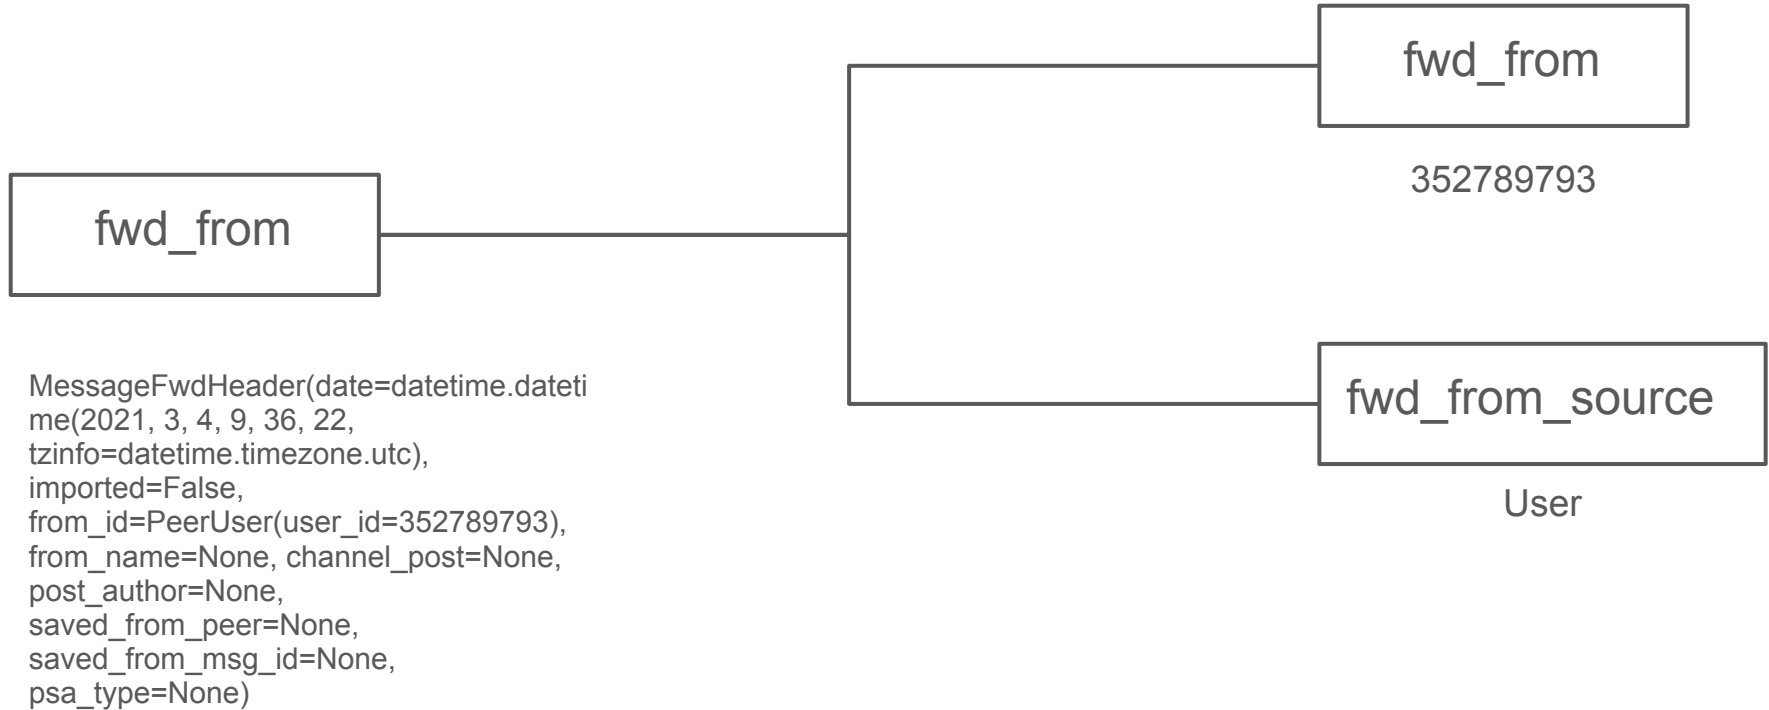 fwd_from
352789793
fwd_from
MessageFwdHeader(date=datetime.dateti
me(2021, 3, 4, 9, 36, 22,
tzinfo=datetime.timezone.utc),
imported=False,
from_id=PeerUser(user_id=352789793),
from_name=None, channel_post=None,
post_author=None,
saved_from_peer=None,
saved_from_msg_id=None,
psa_type=None)
fwd_from_source
User